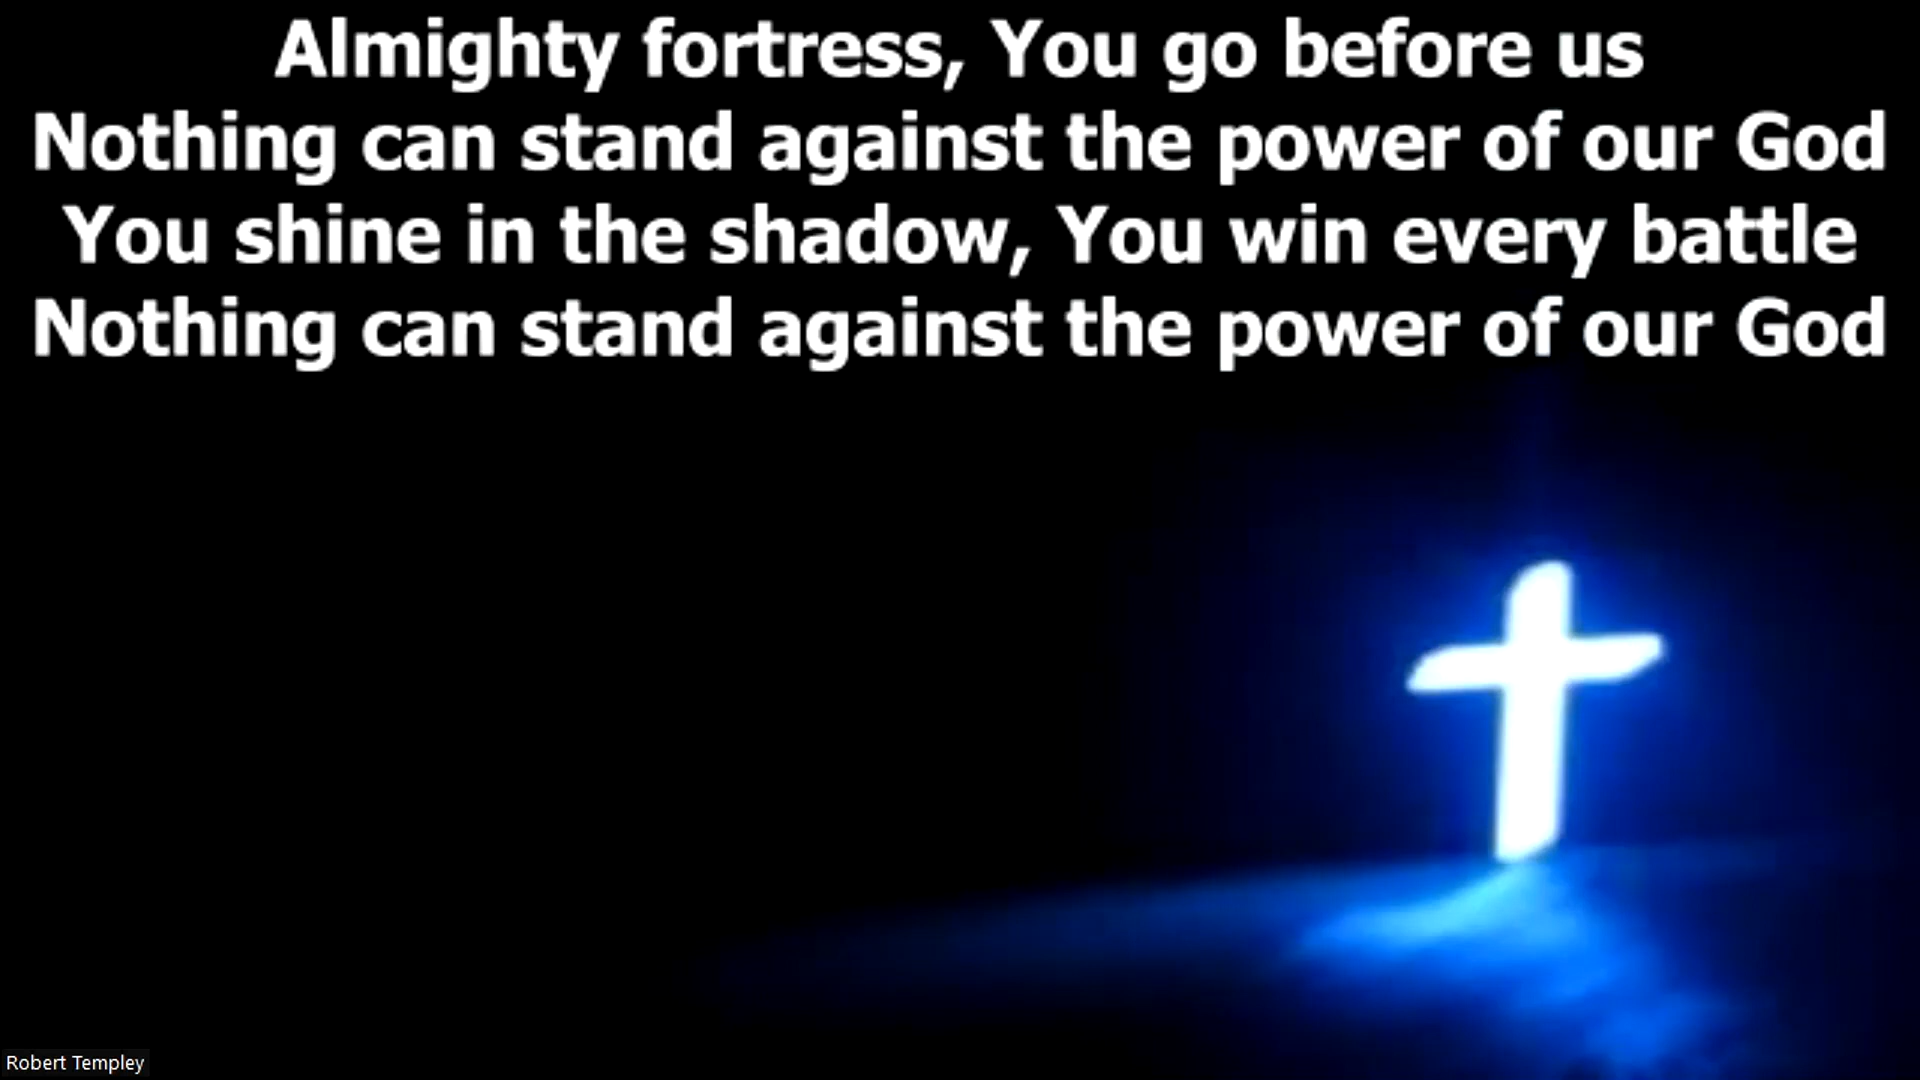 Almighty fortress, You go before us
Nothing can stand against the power of our God
You shine in the shadow, You win every battle
Nothing can stand against the power of our God
Robert Templey